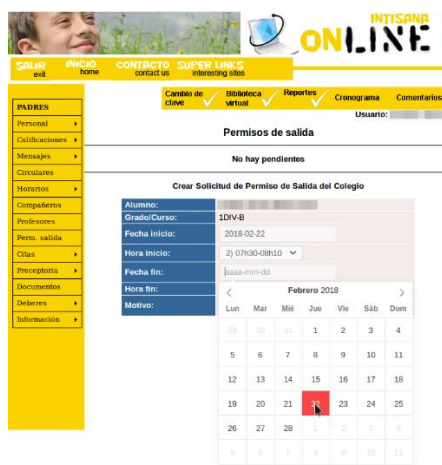 INTISANA
ONLINE
SALIR INICIO CONTACTO SUPER LINKS
exit home contact us interesting sites
Cambio de clave Biblioteca virtual Reportes Cronograma Comentarios
Usuario:
PADRES
Personal
Calificaciones
Mensajes
Circulares
Horarios
Compañeros
Profesores
Perm. salida
Citas
Preceptoria
Documentos
Deberes
Información
Permisos de salida
No hay pendientes
Crear Solicitud de Permiso de Salida del Colegio
Alumno:
Grado/Curso: 1DIV-B
Fecha inicio: 2018-02-22
Hora inicio: 2) 07h30-08h10
Fecha fin: aaaa-mm-dd
Hora fin:
Motivo:
Febrero 2018
Lun Mar Mié Jue Vie Sáb Dom
29 30 31 1 2 3 4
5 6 7 8 9 10 11
12 13 14 15 16 17 18
19 20 21 22 23 24 25
26 27 28 1 2 3 4
5 6 7 8 9 10 11